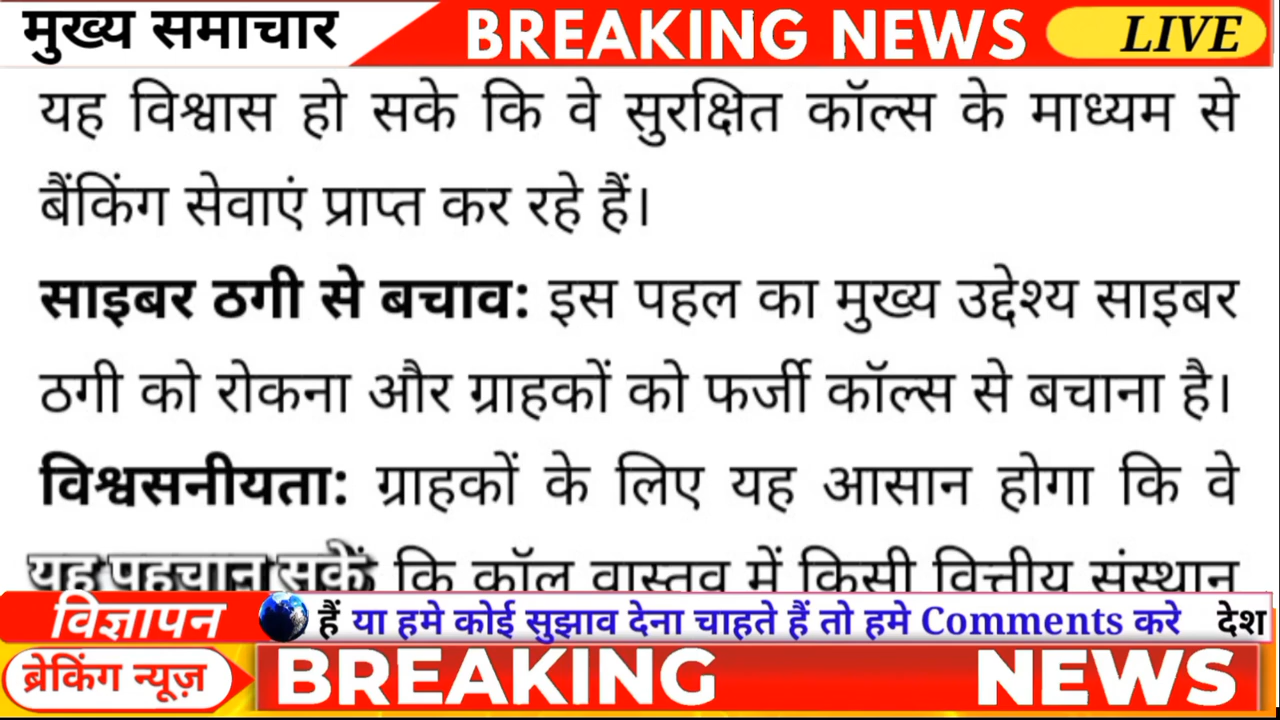 मुख्य समाचार BREAKING NEWS LIVE
यह विश्वास हो सके कि वे सुरक्षित कॉल्स के माध्यम से
बैंकिंग सेवाएं प्राप्त कर रहे हैं।
साइबर ठगी से बचाव: इस पहल का मुख्य उद्देश्य साइबर
ठगी को रोकना और ग्राहकों को फर्जी कॉल्स से बचाना है।
विश्वसनीयता: ग्राहकों के लिए यह आसान होगा कि वे
यह पहचान सकें कि कॉल वास्तव में किसी वित्तीय संस्थान
विज्ञापन हैं या हमे कोई सुझाव देना चाहते हैं तो हमे Comments करे देश
ब्रेकिंग न्यूज़ BREAKING NEWS